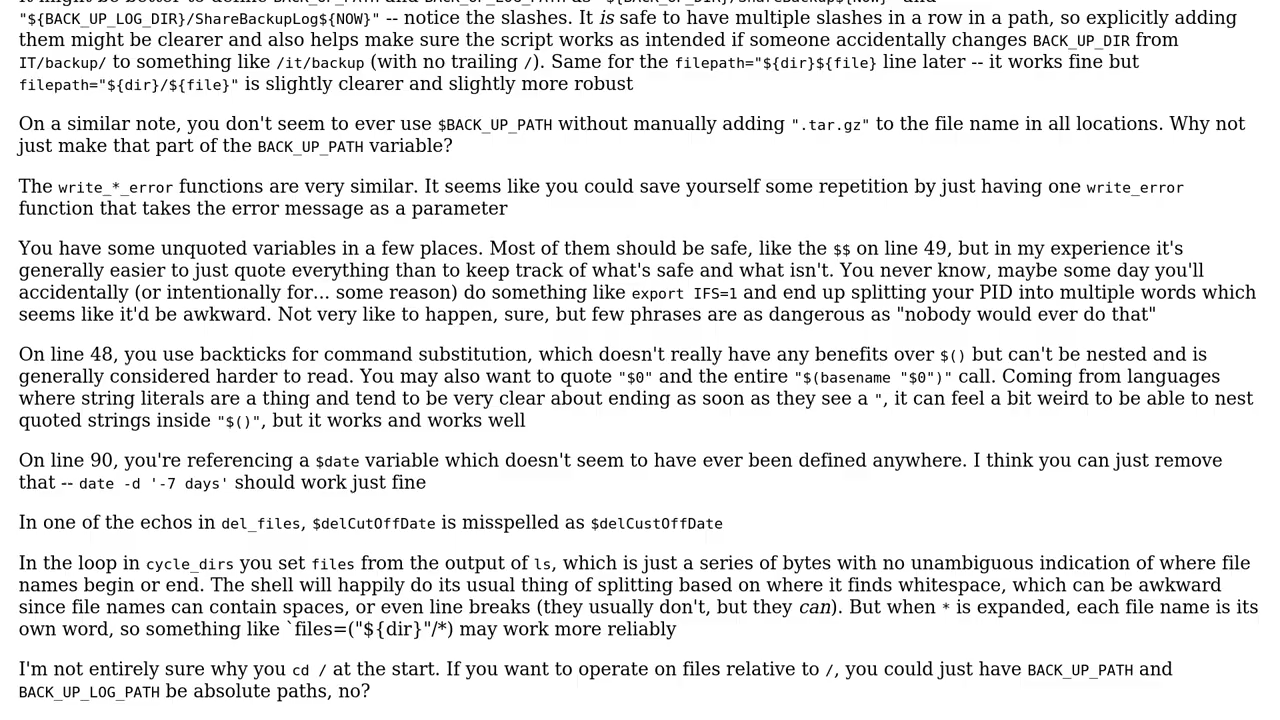 "${BACK_UP_LOG_DIR}/ShareBackupLog${NOW}" -- notice the slashes. It is safe to have multiple slashes in a row in a path, so explicitly adding
them might be clearer and also helps make sure the script works as intended if someone accidentally changes BACK_UP_DIR from
IT/backup/ to something like /it/backup (with no trailing /). Same for the filepath="${dir}${file} line later -- it works fine but
filepath="${dir}/${file}" is slightly clearer and slightly more robust
On a similar note, you don't seem to ever use $BACK_UP_PATH without manually adding ".tar.gz" to the file name in all locations. Why not
just make that part of the BACK_UP_PATH variable?
The write_*_error functions are very similar. It seems like you could save yourself some repetition by just having one write_error
function that takes the error message as a parameter
You have some unquoted variables in a few places. Most of them should be safe, like the $$ on line 49, but in my experience it's
generally easier to just quote everything than to keep track of what's safe and what isn't. You never know, maybe some day you'll
accidentally (or intentionally for... some reason) do something like export IFS=1 and end up splitting your PID into multiple words which
seems like it'd be awkward. Not very like to happen, sure, but few phrases are as dangerous as "nobody would ever do that"
On line 48, you use backticks for command substitution, which doesn't really have any benefits over $() but can't be nested and is
generally considered harder to read. You may also want to quote "$0" and the entire "$(basename "$0")" call. Coming from languages
where string literals are a thing and tend to be very clear about ending as soon as they see a ", it can feel a bit weird to be able to nest
quoted strings inside "$()", but it works and works well
On line 90, you're referencing a $date variable which doesn't seem to have ever been defined anywhere. I think you can just remove
that -- date -d '-7 days' should work just fine
In one of the echos in del_files, $delCutOffDate is misspelled as $delCustOffDate
In the loop in cycle_dirs you set files from the output of ls, which is just a series of bytes with no unambiguous indication of where file
names begin or end. The shell will happily do its usual thing of splitting based on where it finds whitespace, which can be awkward
since file names can contain spaces, or even line breaks (they usually don't, but they can). But when * is expanded, each file name is its
own word, so something like `files=("${dir}"/*) may work more reliably
I'm not entirely sure why you cd / at the start. If you want to operate on files relative to /, you could just have BACK_UP_PATH and
BACK_UP_LOG_PATH be absolute paths, no?